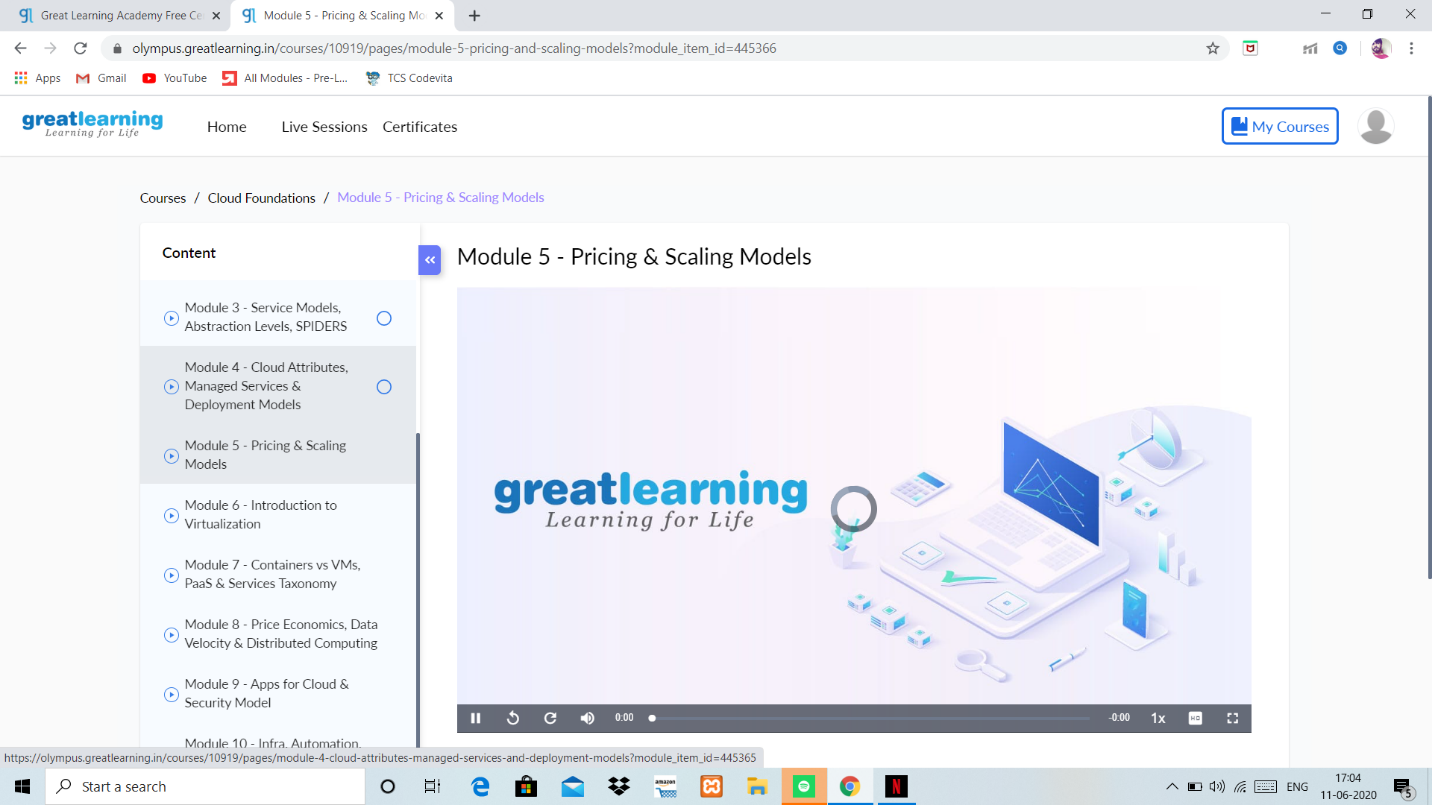 Great Learning Academy Free Ce
Module 5 - Pricing & Scaling Mo
olympus.greatlearning.in/courses/10919/pages/module-5-pricing-and-scaling-models?module_item_id=445366
Apps
Gmail
YouTube
All Modules - Pre-L...
TCS Codevita
greatlearning
Learning for Life
Home
Live Sessions
Certificates
My Courses
Courses / Cloud Foundations / Module 5 - Pricing & Scaling Models
Content
«
Module 5 - Pricing & Scaling Models
Module 3 - Service Models,
Abstraction Levels, SPIDERS
Module 4 - Cloud Attributes,
Managed Services &
Deployment Models
Module 5 - Pricing & Scaling
Models
Module 6 - Introduction to
Virtualization
Module 7 - Containers vs VMs,
PaaS & Services Taxonomy
Module 8 - Price Economics, Data
Velocity & Distributed Computing
Module 9 - Apps for Cloud &
Security Model
Module 10 - Infra, Automation,
greatlearning
Learning for Life
0:00
-0:00
1x
HD
https://olympus.greatlearning.in/courses/10919/pages/module-4-cloud-attributes-managed-services-and-deployment-models?module_item_id=445365
Start a search
amazon
N
ENG
17:04
11-06-2020
5